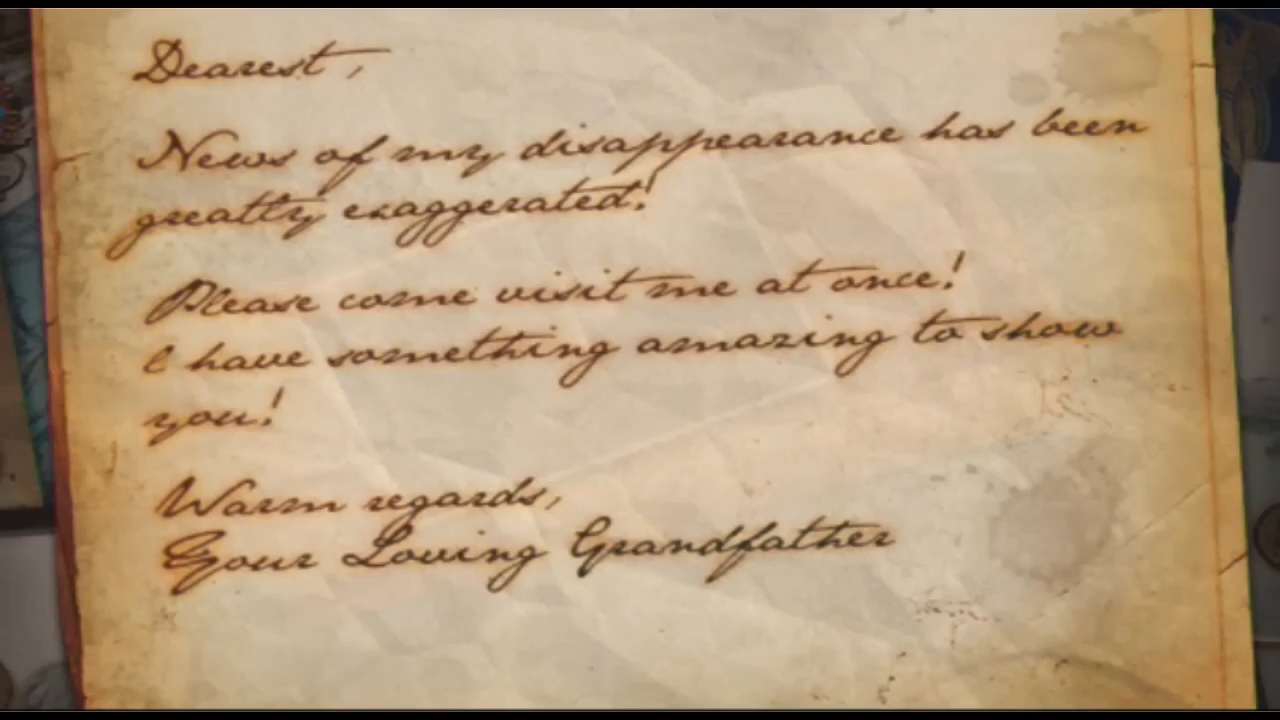 Dearest ,
News of my disappearance has been
greatly exaggerated!
Please come visit me at once!
I have something amazing to show
you!
Warm regards,
Your Loving Grandfather